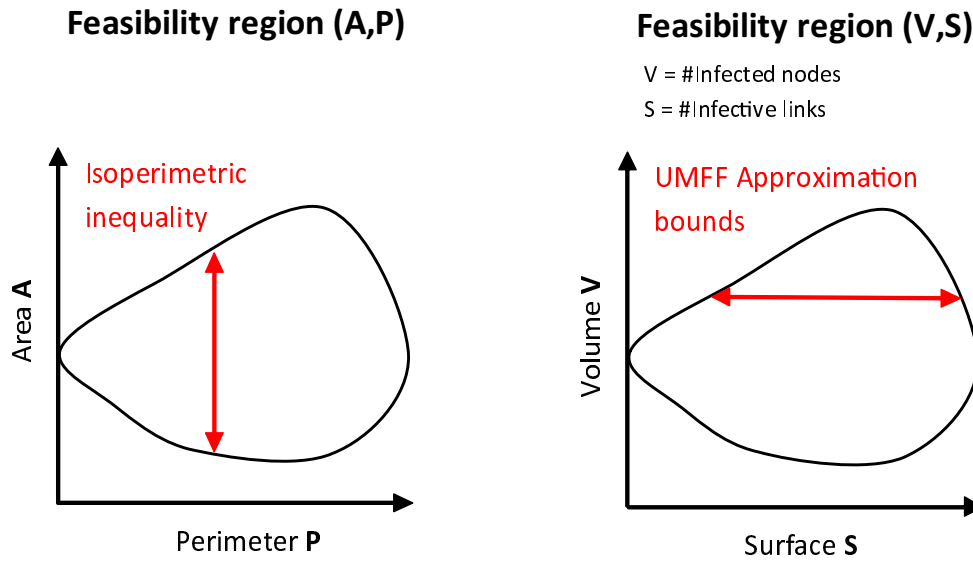 Feasibility region (A,P)
Isoperimetric
inequality
Area A
Perimeter P
Feasibility region (V,S)
V = #Infected nodes
S = #Infective links
UMFF Approximation
bounds
Volume V
Surface S